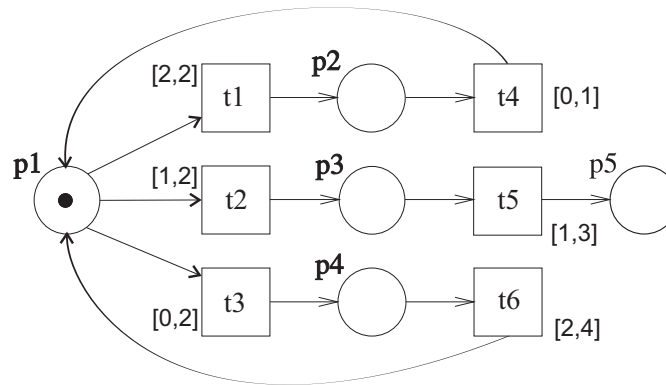 p2
[2,2]
t1
t4
[0,1]
p1
[1,2]
t2
p3
t5
p5
[1,3]
p4
[0,2]
t3
t6
[2,4]